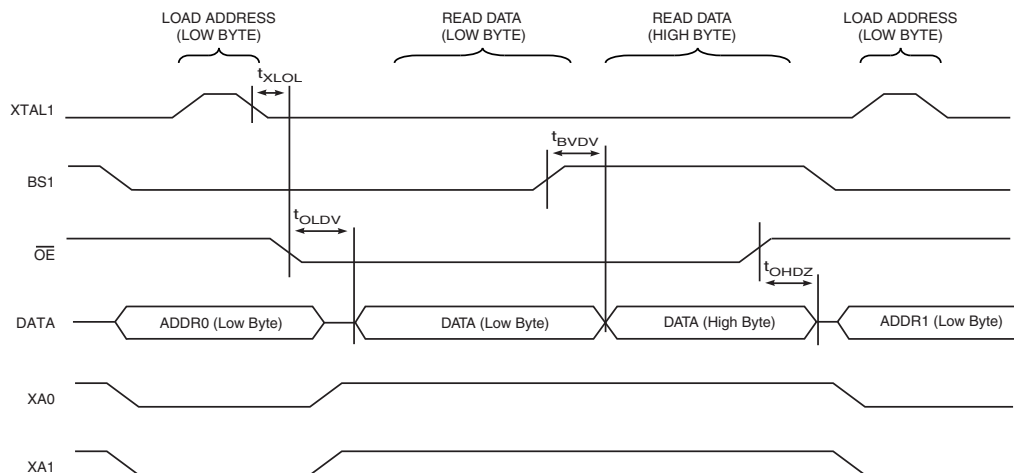 LOAD ADDRESS
(LOW BYTE)
READ DATA
(LOW BYTE)
READ DATA
(HIGH BYTE)
LOAD ADDRESS
(LOW BYTE)
tXLOL
XTAL1
tBVDV
BS1
tOLDV
OE
tOHDZ
DATA
ADDR0 (Low Byte)
DATA (Low Byte)
DATA (High Byte)
ADDR1 (Low Byte)
XA0
XA1